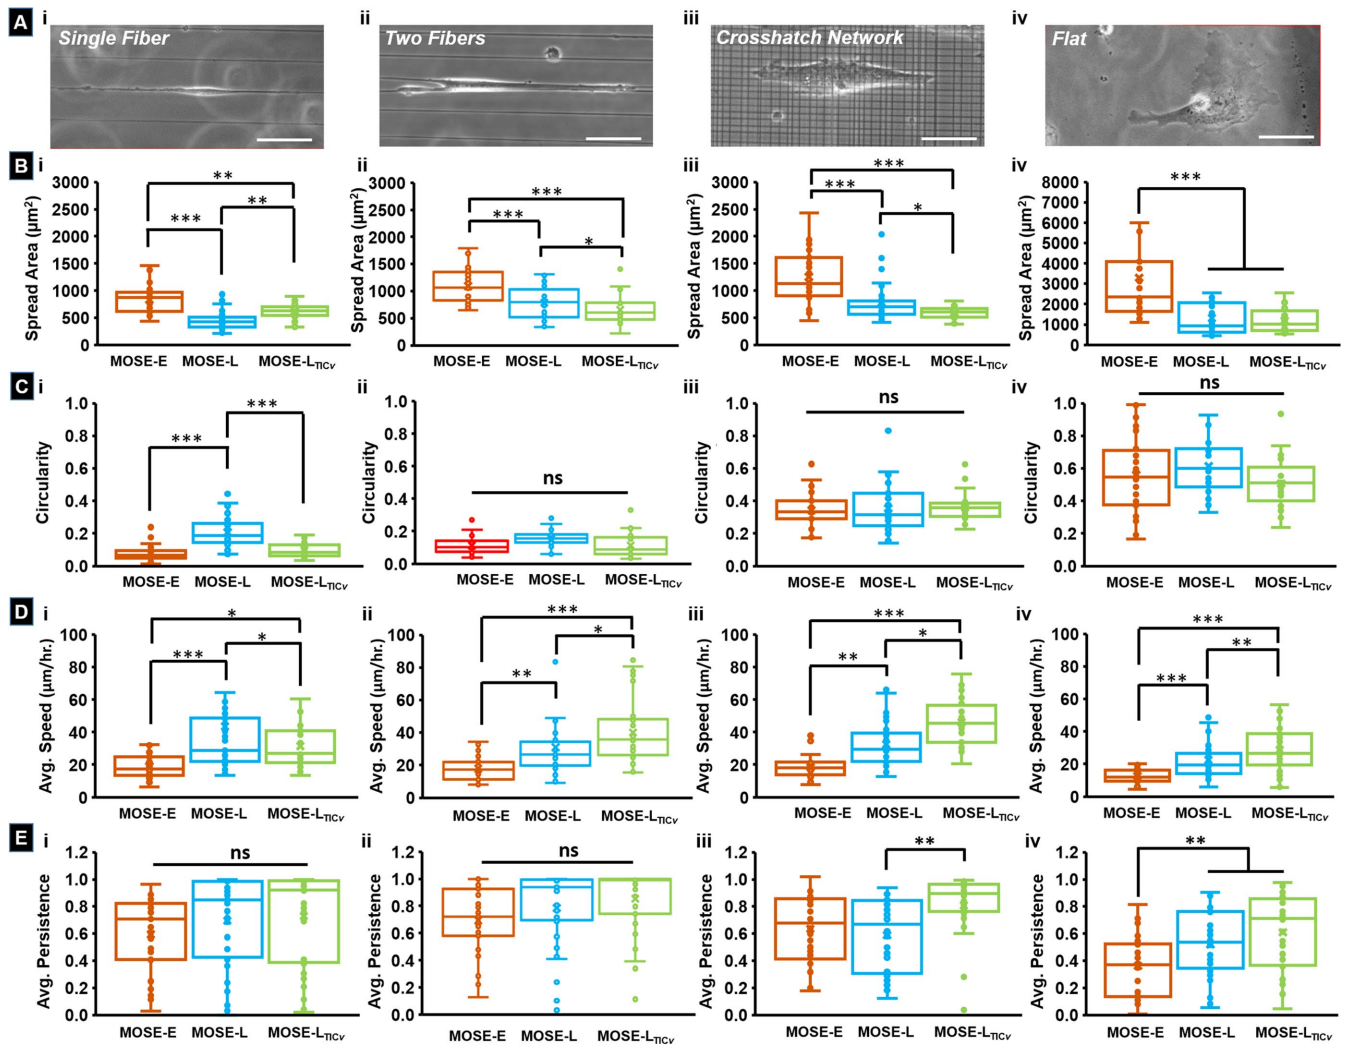 A
i
ii
iii
iv
Single Fiber
Two Fibers
Crosshatch Network
Flat
B
i
ii
iii
iv
Spread Area (µm²)
3000
2500
2000
1500
1000
500
0
** 
***
**
MOSE-E MOSE-L MOSE-LTICv
Spread Area (µm²)
3000
2500
2000
1500
1000
500
0
***
***
*
MOSE-E MOSE-L MOSE-LTICv
Spread Area (µm²)
3000
2500
2000
1500
1000
500
0
***
***
*
MOSE-E MOSE-L MOSE-LTICv
Spread Area (µm²)
8000
7000
6000
5000
4000
3000
2000
1000
0
***
MOSE-E MOSE-L MOSE-LTICv
C
i
ii
iii
iv
Circularity
1.0
0.8
0.6
0.4
0.2
0.0
***
***
MOSE-E MOSE-L MOSE-LTICv
Circularity
1.0
0.8
0.6
0.4
0.2
0.0
ns
MOSE-E MOSE-L MOSE-LTICv
Circularity
1.0
0.8
0.6
0.4
0.2
0.0
ns
MOSE-E MOSE-L MOSE-LTICv
Circularity
1.0
0.8
0.6
0.4
0.2
0.0
ns
MOSE-E MOSE-L MOSE-LTICv
D
i
ii
iii
iv
Avg. Speed (µm/hr.)
100
80
60
40
20
0
*
***
*
MOSE-E MOSE-L MOSE-LTICv
Avg. Speed (µm/hr.)
100
80
60
40
20
0
***
**
*
MOSE-E MOSE-L MOSE-LTICv
Avg. Speed (µm/hr.)
100
80
60
40
20
0
***
**
*
MOSE-E MOSE-L MOSE-LTICv
Avg. Speed (µm/hr.)
100
80
60
40
20
0
***
***
**
MOSE-E MOSE-L MOSE-LTICv
E
i
ii
iii
iv
Avg. Persistence
1.2
1.0
0.8
0.6
0.4
0.2
0.0
ns
MOSE-E MOSE-L MOSE-LTICv
Avg. Persistence
1.2
1.0
0.8
0.6
0.4
0.2
0.0
ns
MOSE-E MOSE-L MOSE-LTICv
Avg. Persistence
1.2
1.0
0.8
0.6
0.4
0.2
0.0
**
MOSE-E MOSE-L MOSE-LTICv
Avg. Persistence
1.2
1.0
0.8
0.6
0.4
0.2
0.0
**
MOSE-E MOSE-L MOSE-LTICv